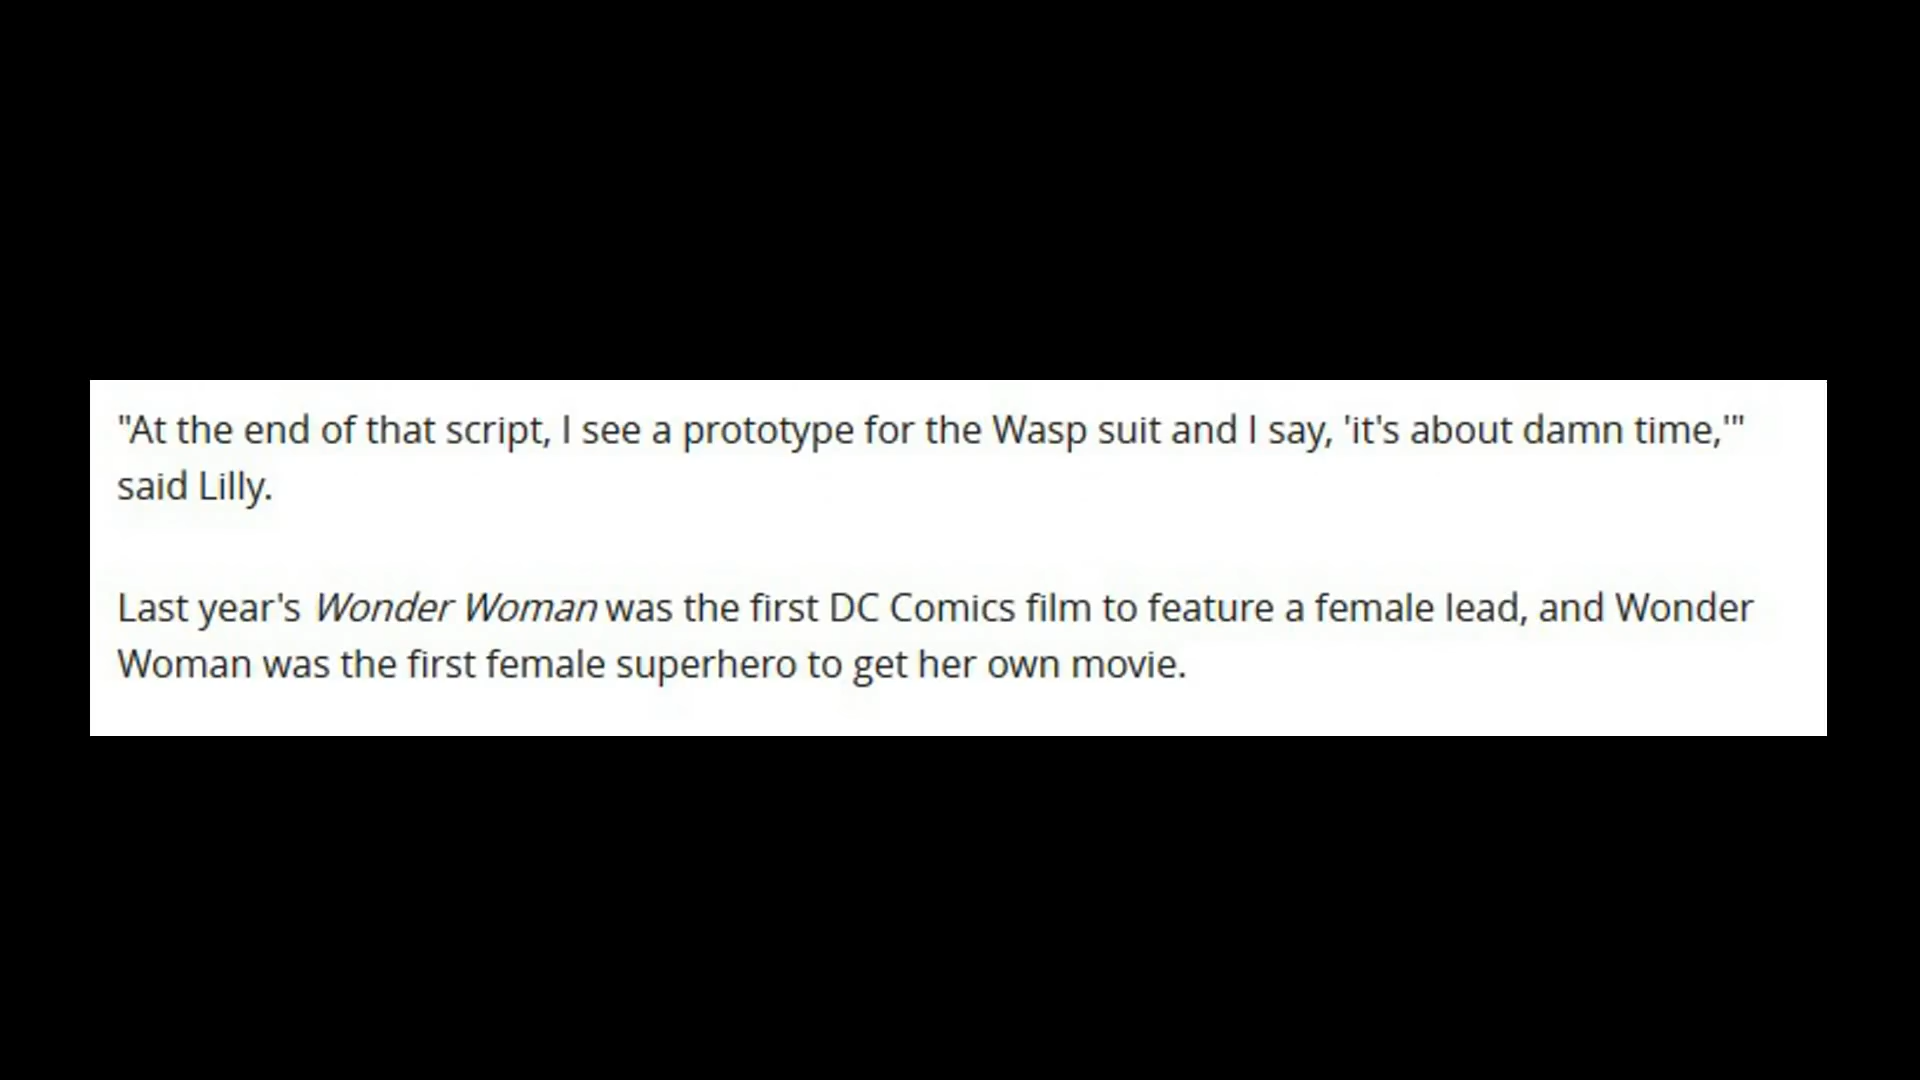 "At the end of that script, I see a prototype for the Wasp suit and I say, 'it's about damn time,'"
said Lilly.
Last year's Wonder Woman was the first DC Comics film to feature a female lead, and Wonder
Woman was the first female superhero to get her own movie.